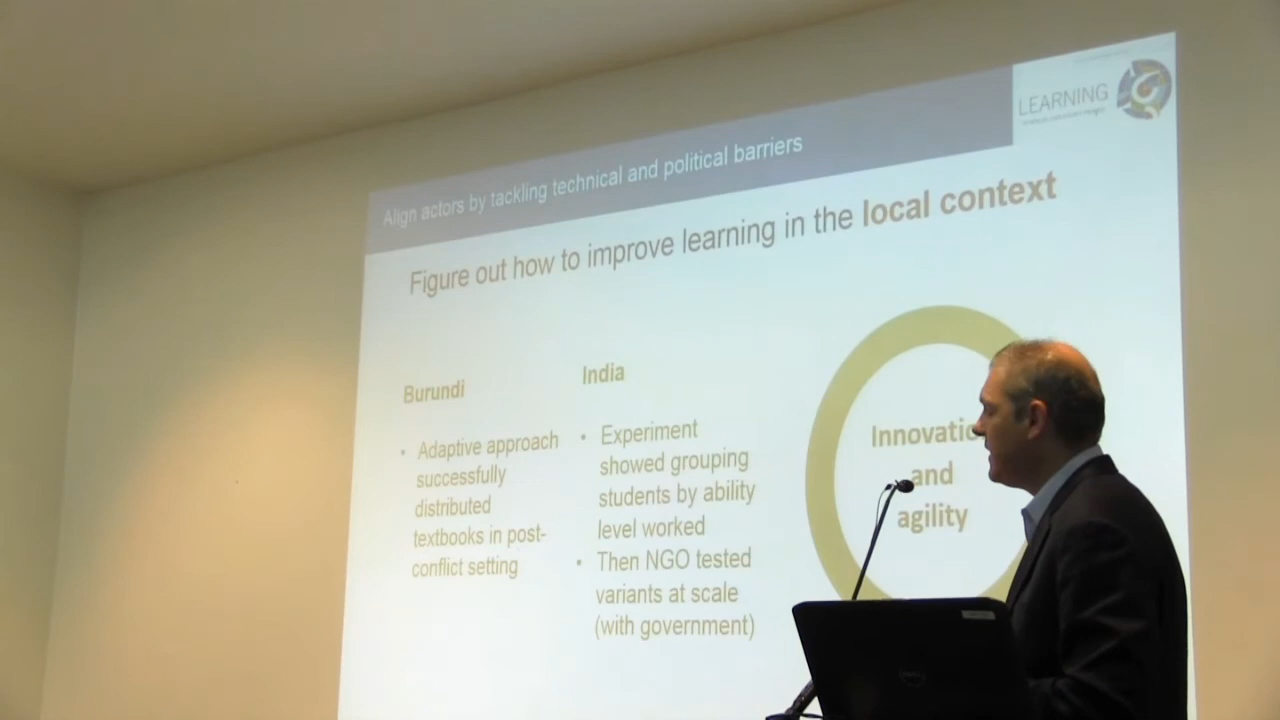 LEARNING
Align actors by tackling technical and political barriers
Figure out how to improve learning in the local context
Burundi
• Adaptive approach
successfully
distributed
textbooks in post-
conflict setting
India
• Experiment
showed grouping
students by ability
level worked
• Then NGO tested
variants at scale
(with government)
Innovatio
and
agility
DELL